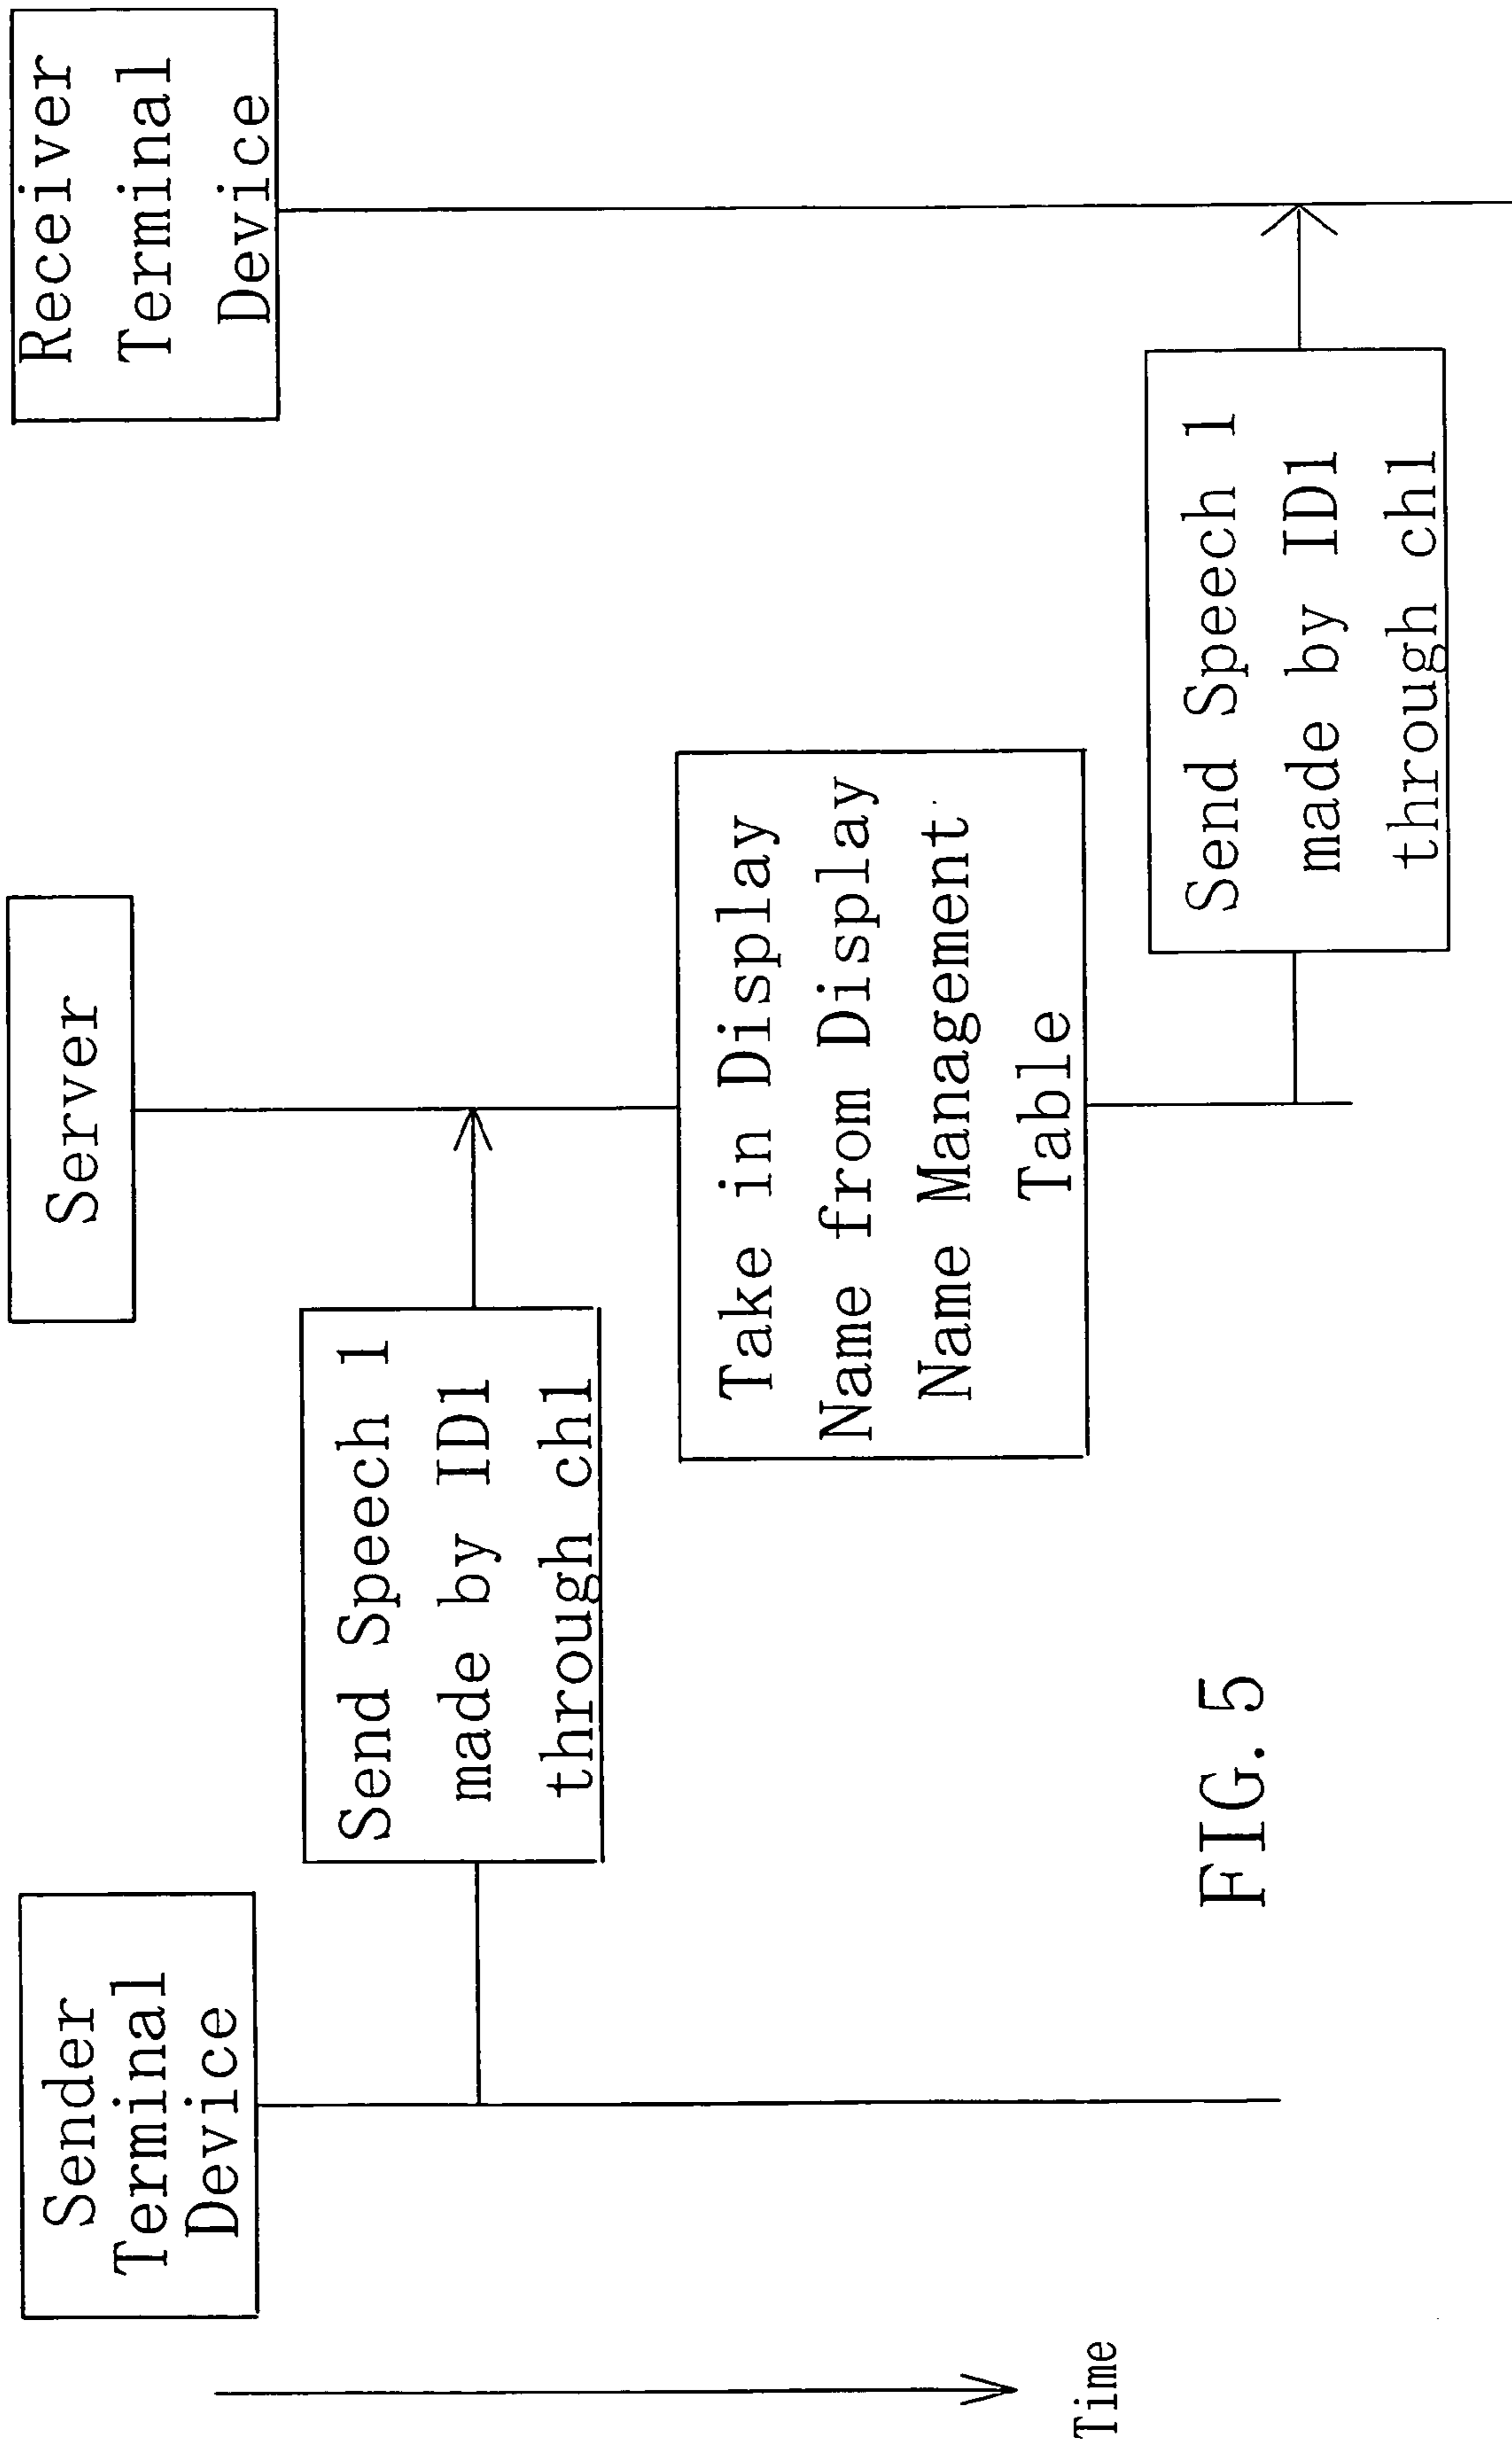 Sender
Terminal
Device
Server
Receiver
Terminal
Device
Send Speech 1
made by ID1
through ch1
Take in Display
Name from Display
Name Management
Table
Send Speech 1
made by ID1
through ch1
Time
FIG. 5